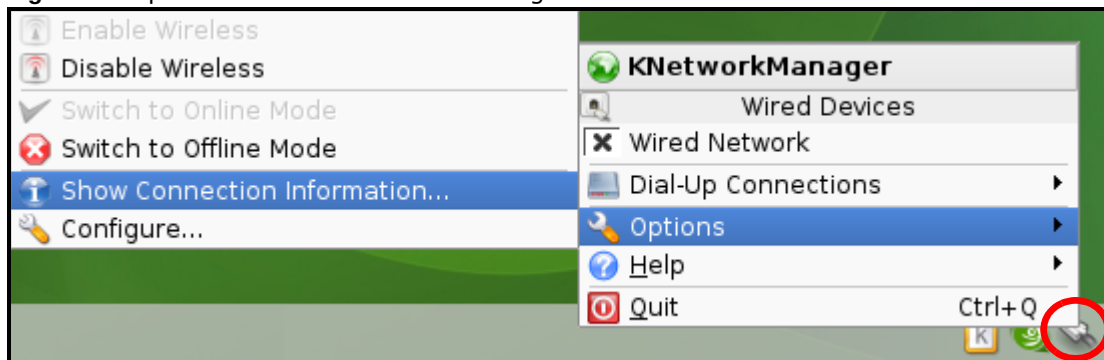 Enable Wireless
Disable Wireless
Switch to Online Mode
Switch to Offline Mode
Show Connection Information...
Configure...
KNetworkManager
Wired Devices
Wired Network
Dial-Up Connections
Options
Help
Quit Ctrl+Q
K